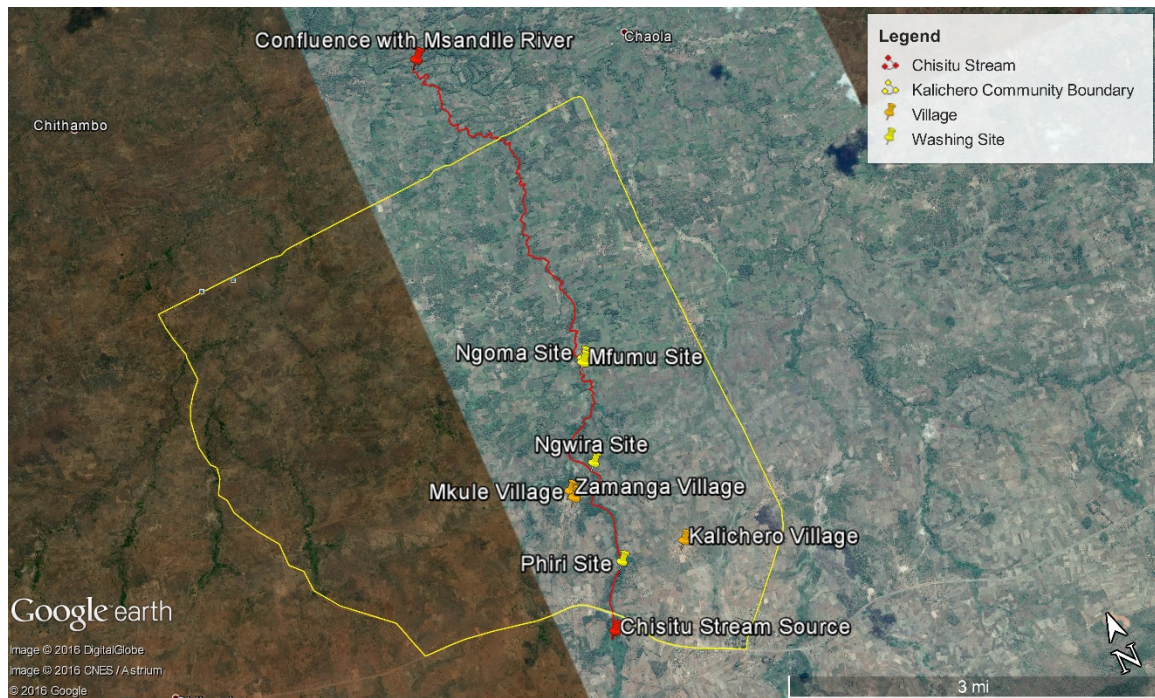 Confluence with Msandile River
Chaola
Legend
Chisitu Stream
Kalichero Community Boundary
Village
Washing Site
Chithambo
Ngoma Site
Mfumu Site
Ngwira Site
Mkule Village
Zamanga Village
Kalichero Village
Phiri Site
Chisitu Stream Source
Google earth
Image © 2016 DigitalGlobe
Image © 2016 CNES / Astrium
© 2016 Google
N
3 mi